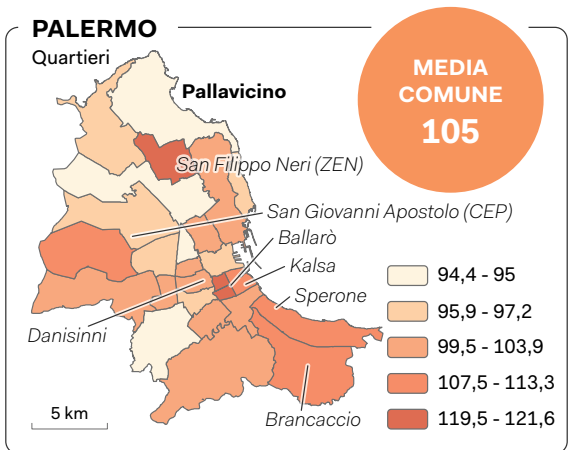 PALERMO
Quartieri
MEDIA
COMUNE
105
Pallavicino
San Filippo Neri (ZEN)
San Giovanni Apostolo (CEP)
Ballarò
Kalsa
Sperone
Danisinni
Brancaccio
94,4 - 95
95,9 - 97,2
99,5 - 103,9
107,5 - 113,3
119,5 - 121,6
5 km